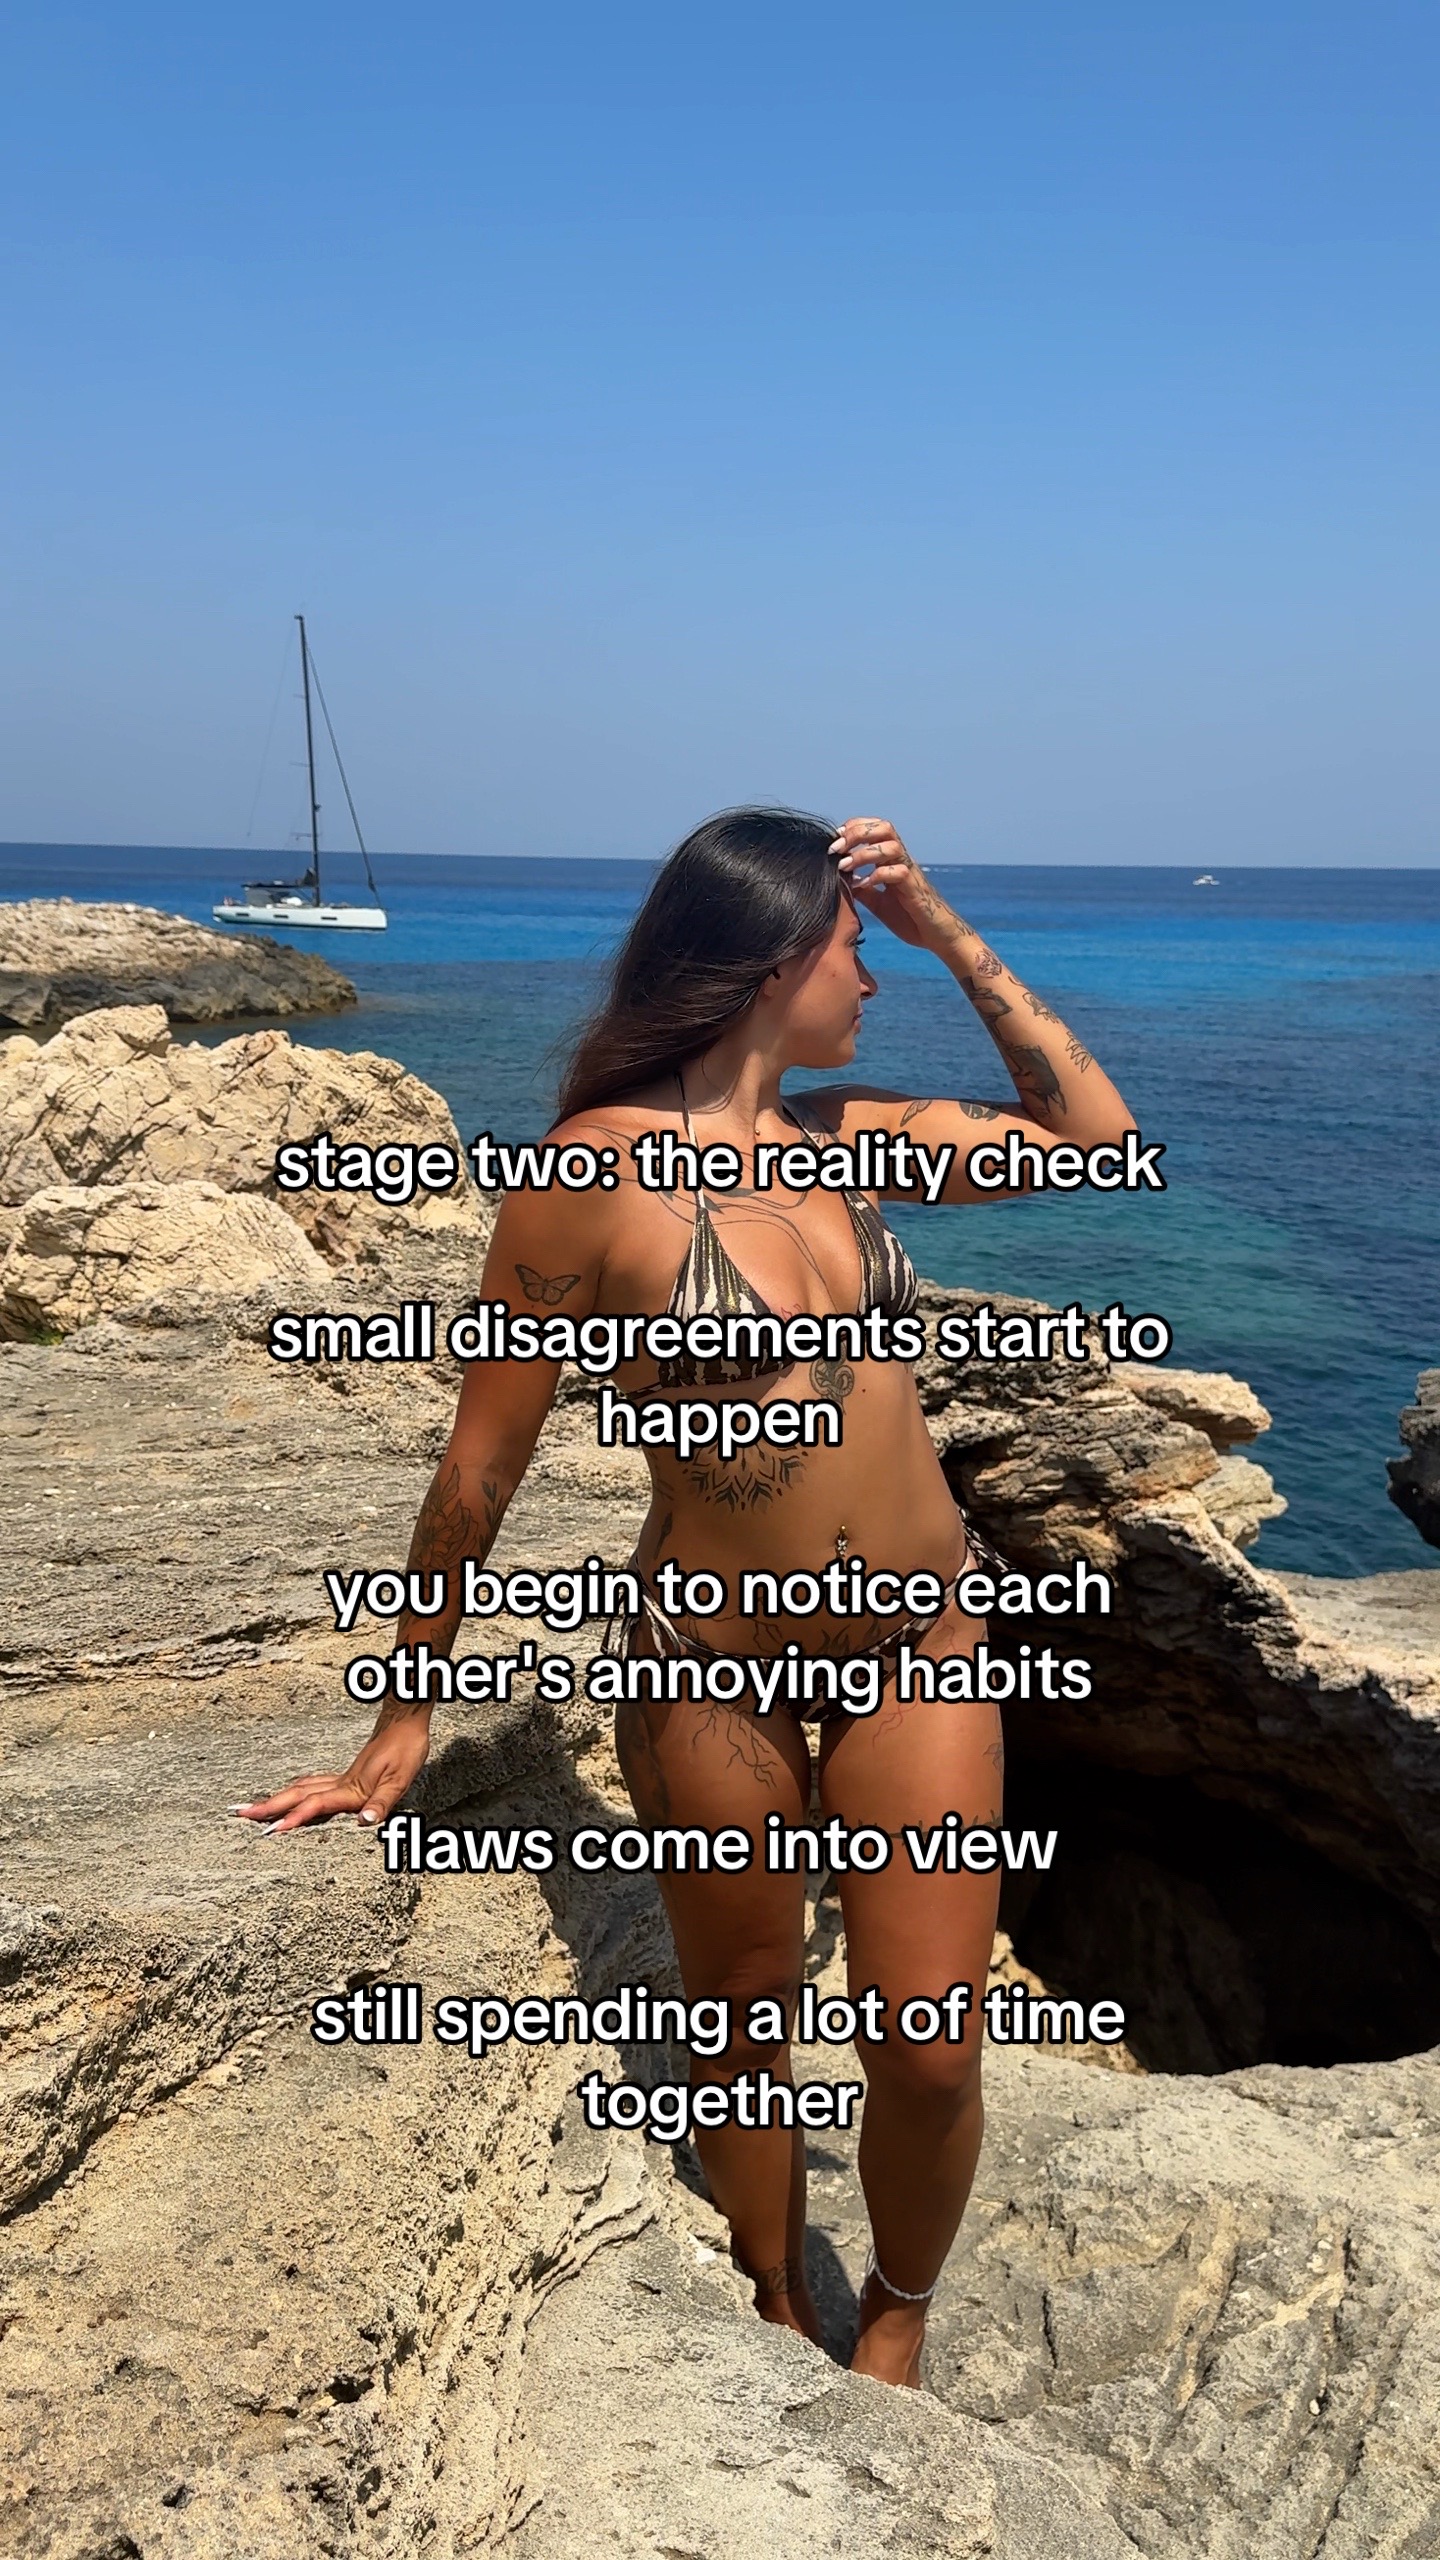 stage two: the reality check
small disagreements start to
happen
you begin to notice each
other's annoying habits
flaws come into view
still spending a lot of time
together